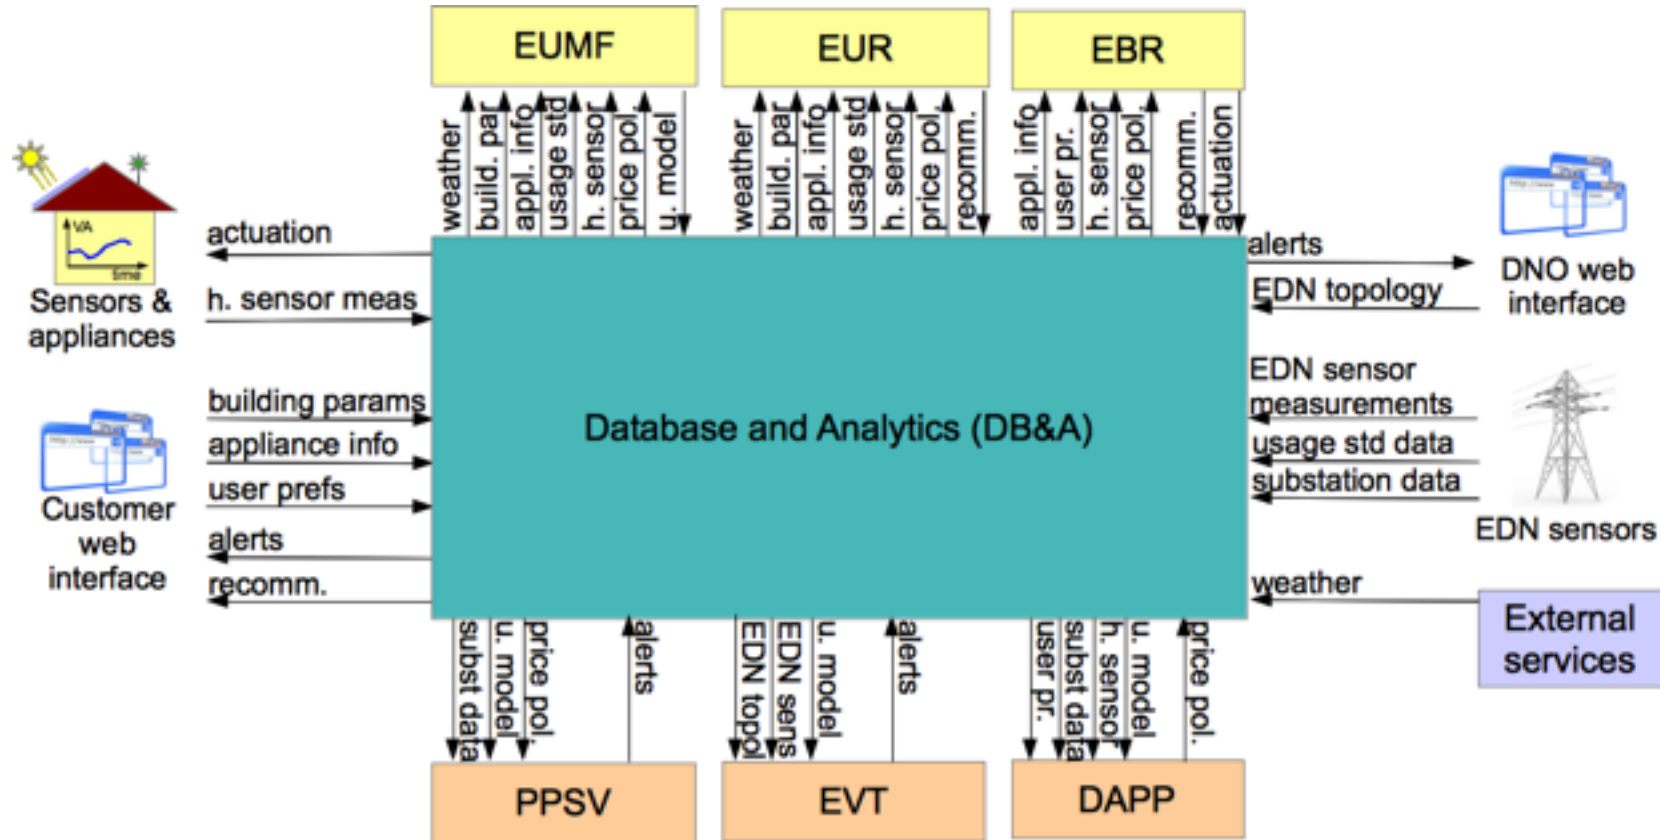 EUMF
EUR
EBR
weather
build. par
appl. info
usage std
h. sensor
price pol.
u. model
weather
build. par
appl. info
usage std
h. sensor
price pol.
recomm.
appl. info
user pr.
h. sensor
price pol.
recomm.
actuation
VA
time
Sensors &
appliances
actuation
h. sensor meas
building params
appliance info
user prefs
alerts
recomm.
Customer
web
interface
Database and Analytics (DB&A)
alerts
EDN topology
DNO web
interface
EDN sensor
measurements
usage std data
substation data
EDN sensors
weather
External
services
subst data
u. model
price pol.
alerts
EDN topol
EDN sens
u. model
alerts
user pr.
subst data
h. sensor
u. model
price pol.
PPSV
EVT
DAPP